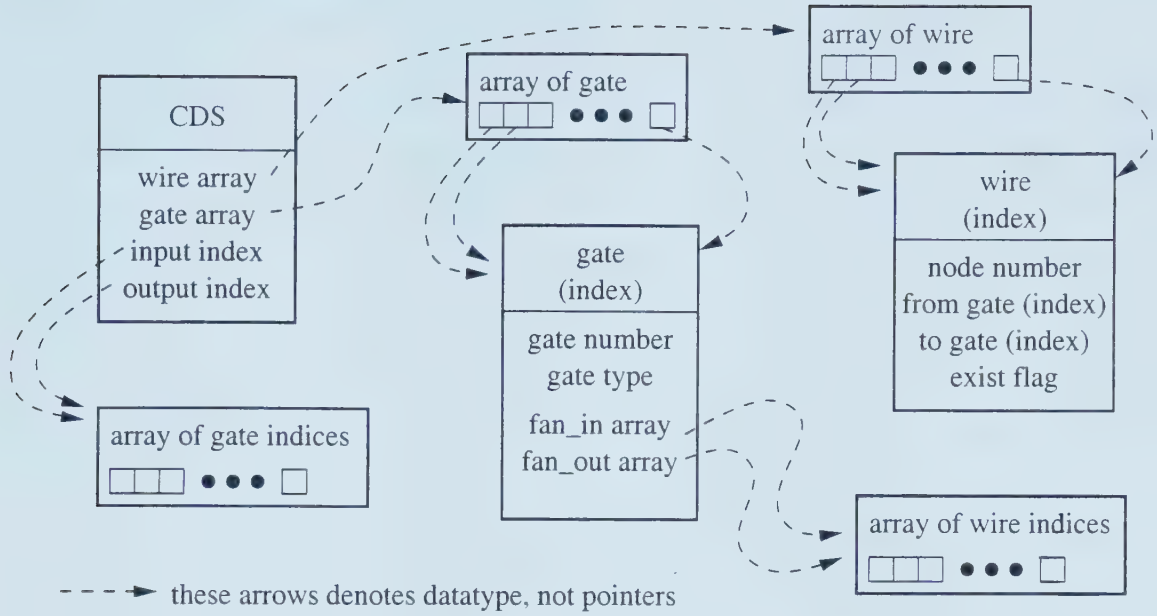 CDS
wire array
gate array
input index
output index
array of gate
array of wire
gate
(index)
gate number
gate type
fan_in array
fan_out array
wire
(index)
node number
from gate (index)
to gate (index)
exist flag
array of gate indices
array of wire indices
these arrows denotes datatype, not pointers